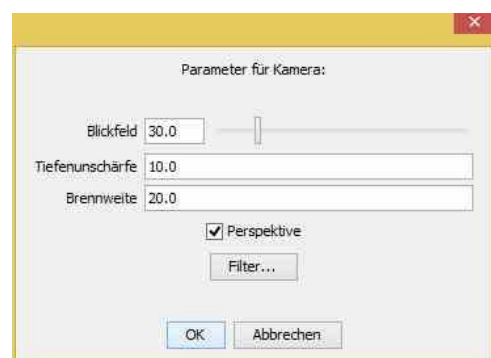 Parameter für Kamera:
Blickfeld 30.0
Tiefenunschärfe 10.0
Brennweite 20.0
Perspektive
Filter...
OK Abbrechen